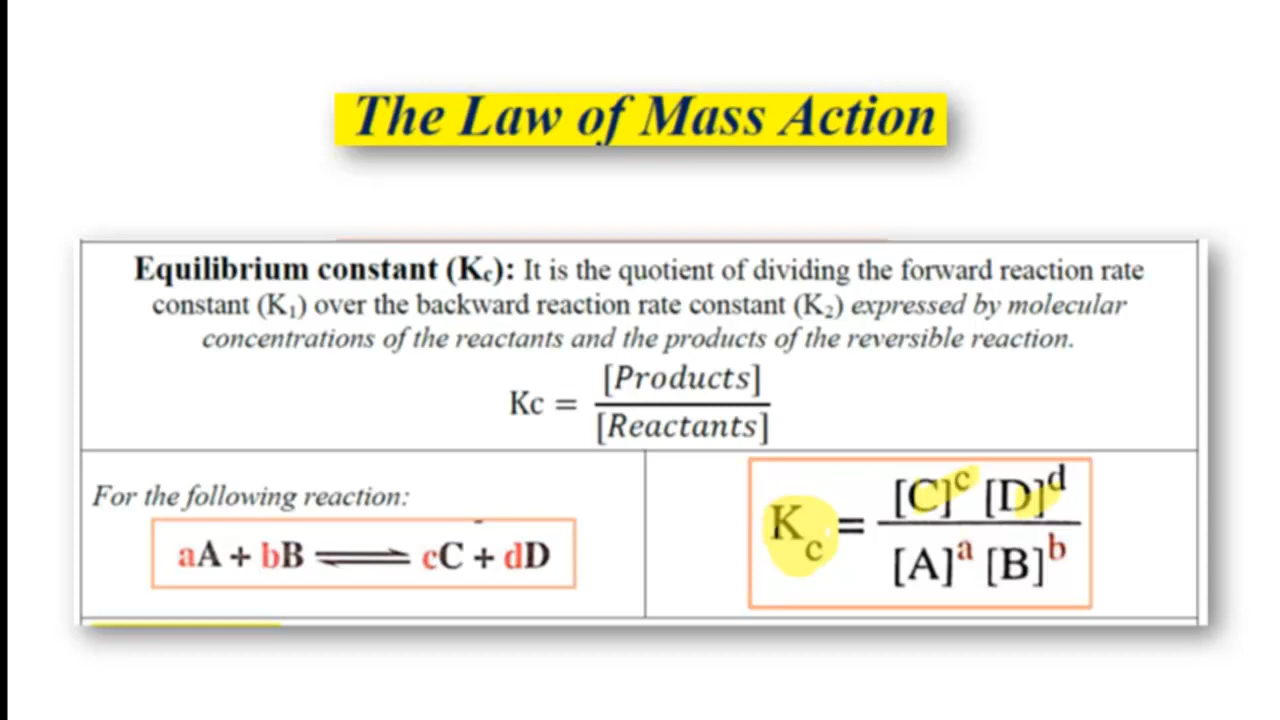 The Law of Mass Action
Equilibrium constant (K꜀): It is the quotient of dividing the forward reaction rate
constant (K₁) over the backward reaction rate constant (K₂) expressed by molecular
concentrations of the reactants and the products of the reversible reaction.
Kc = [Products] / [Reactants]
For the following reaction:
aA + bB ⇌ cC + dD
K꜀ = [C]ᶜ [D]ᵈ / [A]ᵃ [B]ᵇ